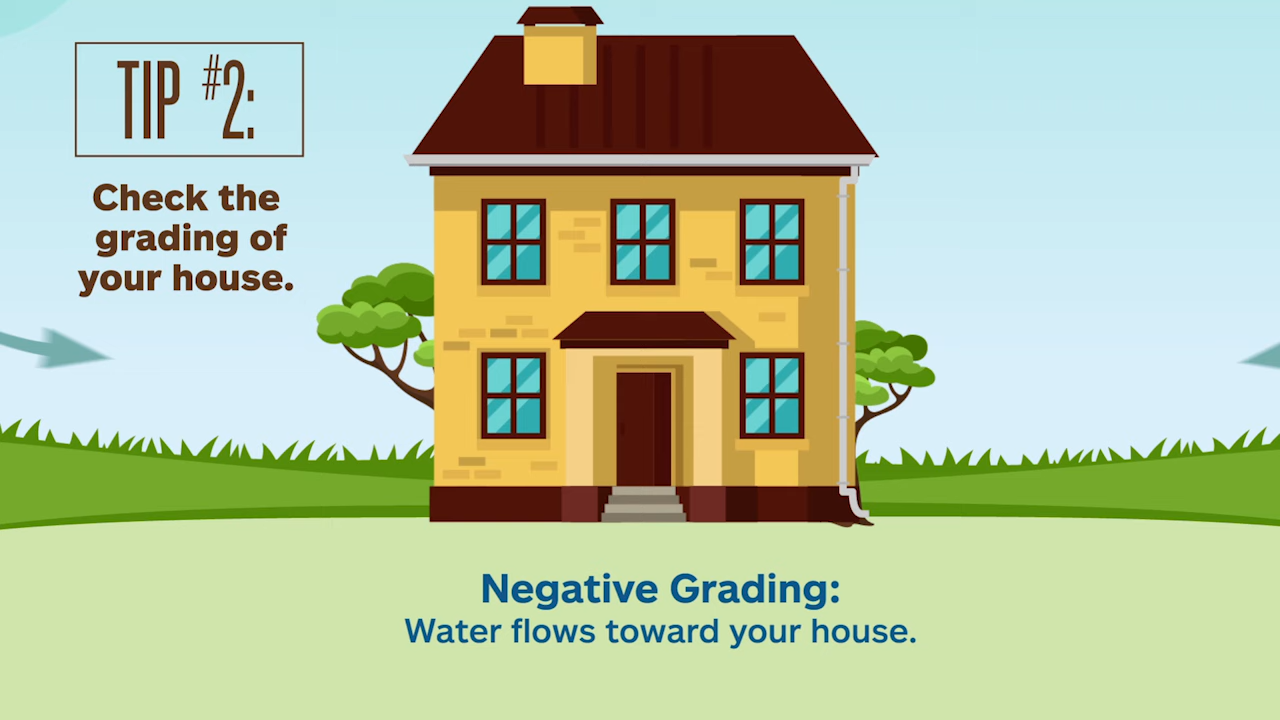 TIP #2:
Check the
grading of
your house.
Negative Grading:
Water flows toward your house.